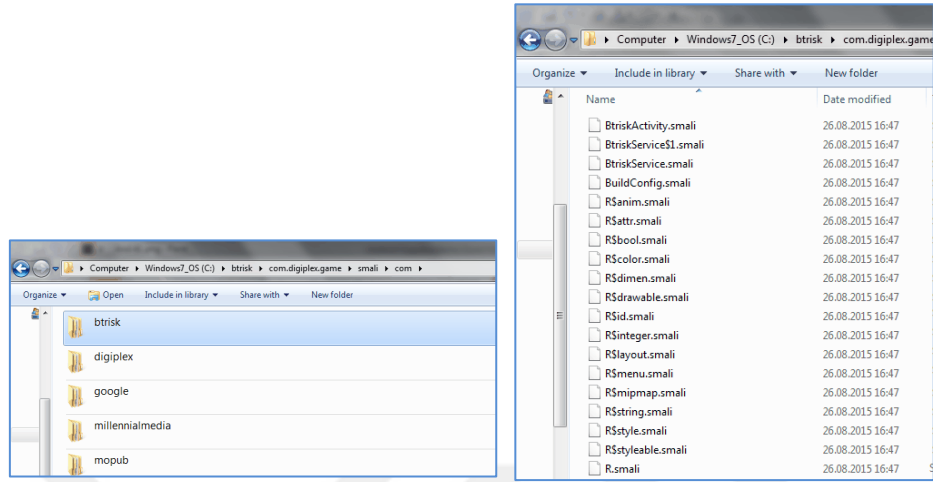 Computer ▸ Windows7_OS (C:) ▸ btrisk ▸ com.digiplex.game ▸ smali ▸ com ▸
Organize ▾ Open Include in library ▾ Share with ▾ New folder
btrisk
digiplex
google
millennialmedia
mopub
Computer ▸ Windows7_OS (C:) ▸ btrisk ▸ com.digiplex.game
Organize ▾ Include in library ▾ Share with ▾ New folder
Name Date modified
BtriskActivity.smali 26.08.2015 16:47
BtriskService$1.smali 26.08.2015 16:47
BtriskService.smali 26.08.2015 16:47
BuildConfig.smali 26.08.2015 16:47
R$anim.smali 26.08.2015 16:47
R$attr.smali 26.08.2015 16:47
R$bool.smali 26.08.2015 16:47
R$color.smali 26.08.2015 16:47
R$dimen.smali 26.08.2015 16:47
R$drawable.smali 26.08.2015 16:47
R$id.smali 26.08.2015 16:47
R$integer.smali 26.08.2015 16:47
R$layout.smali 26.08.2015 16:47
R$menu.smali 26.08.2015 16:47
R$mipmap.smali 26.08.2015 16:47
R$string.smali 26.08.2015 16:47
R$style.smali 26.08.2015 16:47
R$styleable.smali 26.08.2015 16:47
R.smali 26.08.2015 16:47